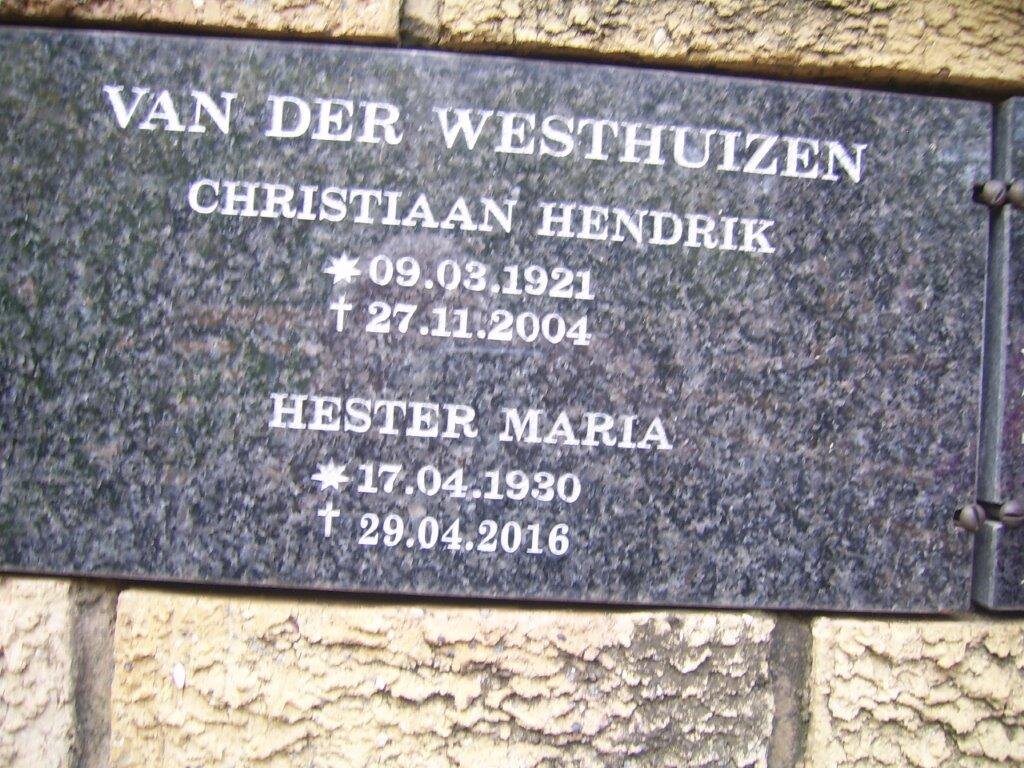 VAN DER WESTHUIZEN
CHRISTIAAN HENDRIK
✷ 09.03.1921
† 27.11.2004
HESTER MARIA
✷ 17.04.1930
† 29.04.2016